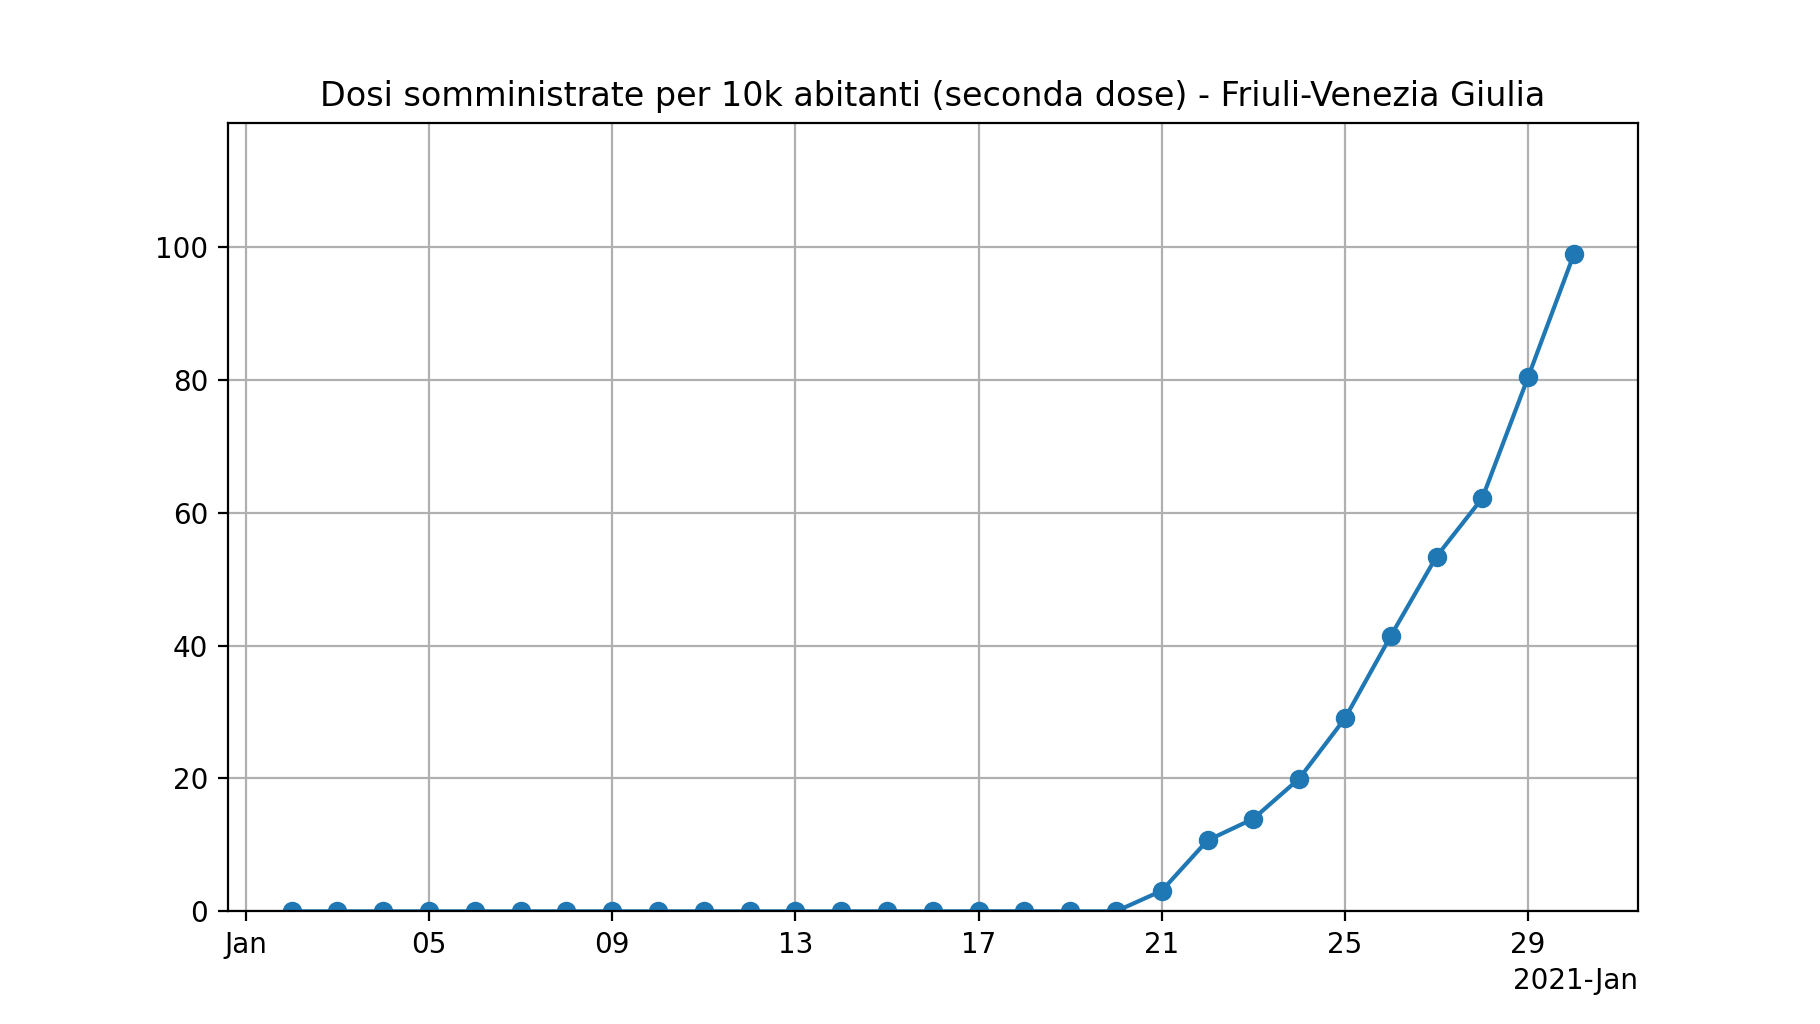 Dosi somministrate per 10k abitanti (seconda dose) - Friuli-Venezia Giulia
100
80
60
40
20
0
Jan 05 09 13 17 21 25 29
2021-Jan